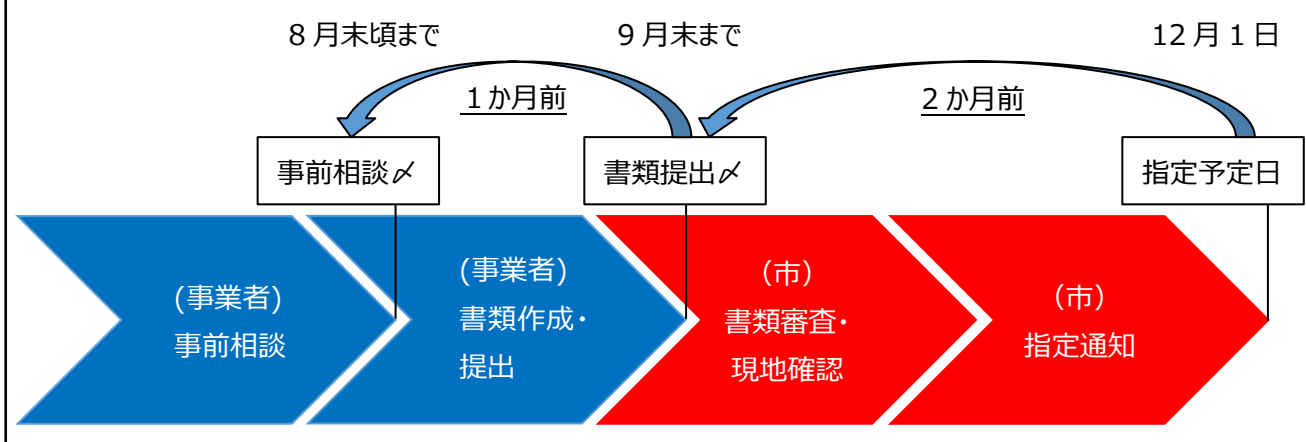 ８月末頃まで
９月末まで
12月１日
１か月前
２か月前
事前相談〆
書類提出〆
指定予定日
(事業者)
事前相談
(事業者)
書類作成・
提出
（市）
書類審査・
現地確認
（市）
指定通知